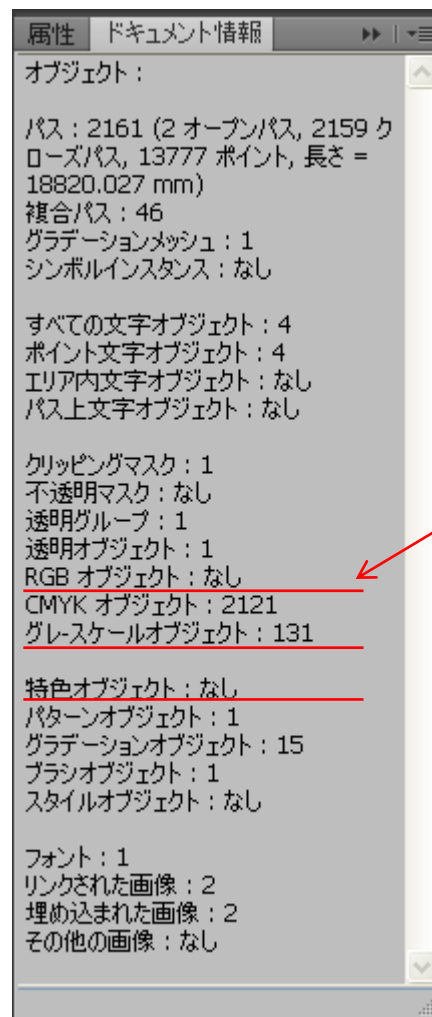 属性 ドキュメント情報
オブジェクト：
パス：2161 (2 オープンパス, 2159 ク
ローズパス, 13777 ポイント, 長さ =
18820.027 mm)
複合パス：46
グラデーションメッシュ：1
シンボルインスタンス：なし
すべての文字オブジェクト：4
ポイント文字オブジェクト：4
エリア内文字オブジェクト：なし
パス上文字オブジェクト：なし
クリッピングマスク：1
不透明マスク：なし
透明グループ：1
透明オブジェクト：1
RGB オブジェクト：なし
CMYK オブジェクト：2121
グレースケールオブジェクト：131
特色オブジェクト：なし
パターンオブジェクト：1
グラデーションオブジェクト：15
ブラシオブジェクト：1
スタイルオブジェクト：なし
フォント：1
リンクされた画像：2
埋め込まれた画像：2
その他の画像：なし